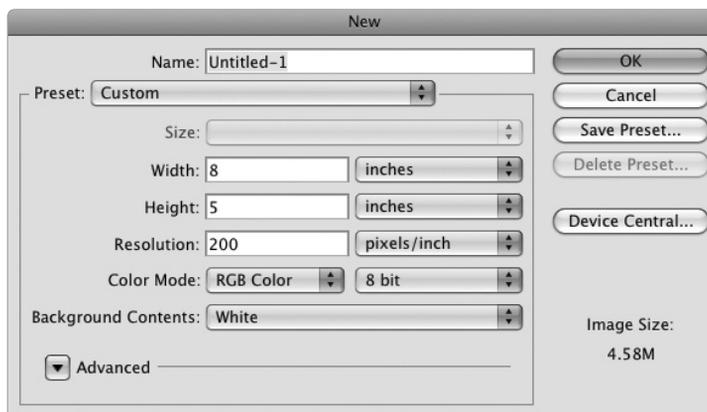 New
Name: Untitled-1
OK
Preset: Custom
Cancel
Size:
Save Preset...
Width: 8 inches
Delete Preset...
Height: 5 inches
Resolution: 200 pixels/inch
Device Central...
Color Mode: RGB Color 8 bit
Background Contents: White
Image Size:
4.58M
Advanced